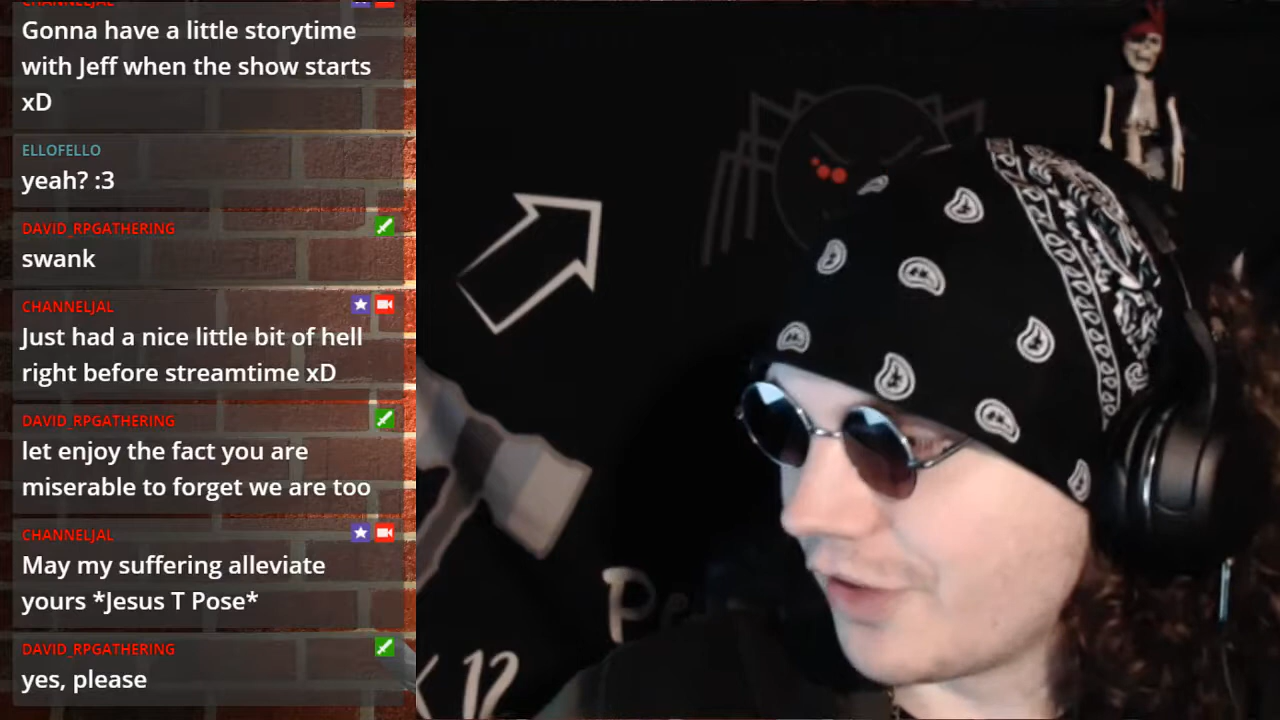 CHANNELJAL
Gonna have a little storytime
with Jeff when the show starts
xD
ELLOFELLO
yeah? :3
DAVID_RPGATHERING
swank
CHANNELJAL
Just had a nice little bit of hell
right before streamtime xD
DAVID_RPGATHERING
let enjoy the fact you are
miserable to forget we are too
CHANNELJAL
May my suffering alleviate
yours *Jesus T Pose*
DAVID_RPGATHERING
yes, please